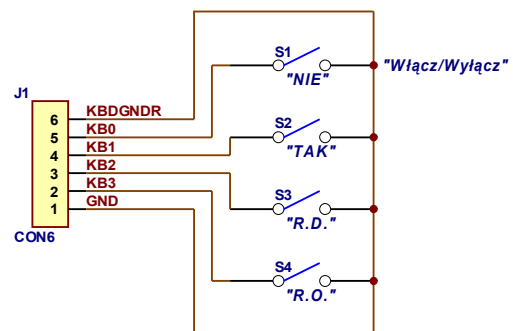 S1
"NIE"
"Włącz/Wyłącz"
J1
6 KBDGNDR
5 KB0
4 KB1
3 KB2
2 KB3
1 GND
CON6
S2
"TAK"
S3
"R.D."
S4
"R.O."